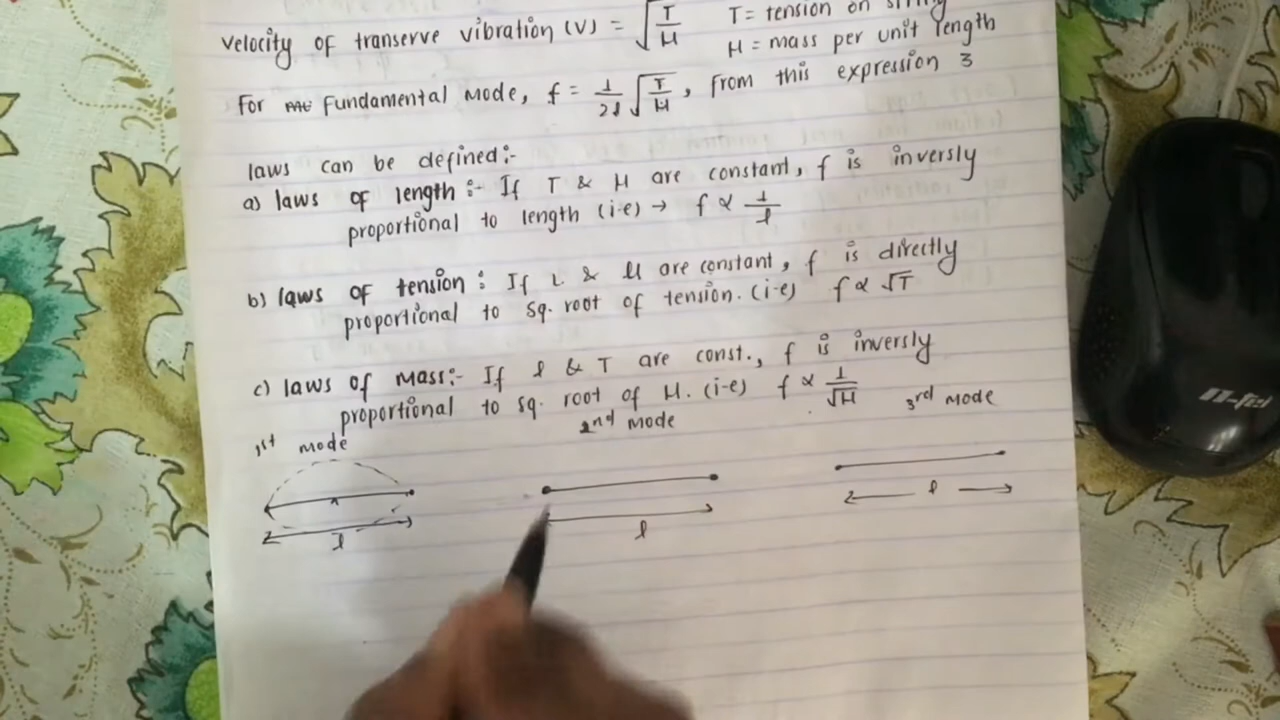 velocity of transerve vibration (v) = √T/μ T = tension on string
μ = mass per unit length
For fundamental mode, f = 1/2l √T/μ, from this expression 3
laws can be defined:-
a) laws of length :- If T & μ are constant, f is inversly
proportional to length (i-e) → f ∝ 1/l
b) laws of tension : If L & μ are constant, f is directly
proportional to sq. root of tension. (i-e) f ∝ √T
c) laws of mass:- If l & T are const., f is inversly
proportional to sq. root of μ. (i-e) f ∝ 1/√μ
1st mode 2nd mode 3rd mode
l l l